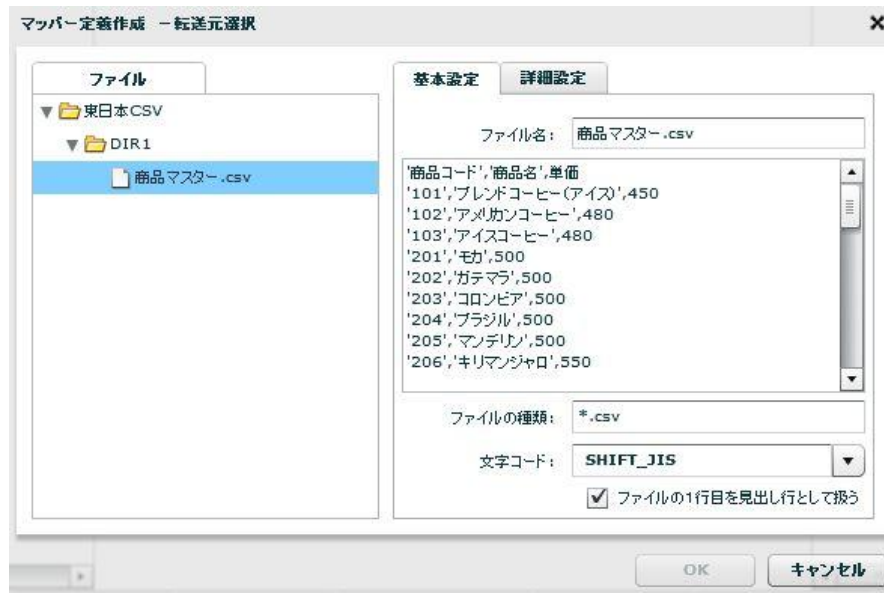 マッパー定義作成 －転送元選択
ファイル
東日本CSV
DIR1
商品マスター.csv
基本設定 詳細設定
ファイル名: 商品マスター.csv
'商品コード','商品名',単価
'101','ブレンドコーヒー(アイス)',450
'102','アメリカンコーヒー',480
'103','アイスコーヒー',480
'201','モカ',500
'202','ガテマラ',500
'203','コロンビア',500
'204','ブラジル',500
'205','マンデリン',500
'206','キリマンジャロ',550
ファイルの種類: *.csv
文字コード: SHIFT_JIS
ファイルの1行目を見出し行として扱う
OK キャンセル